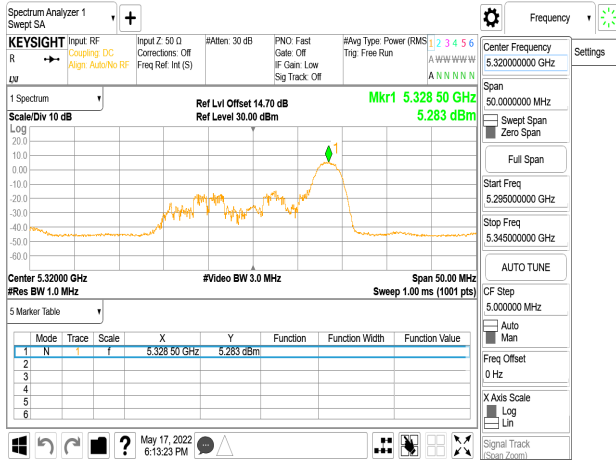 Spectrum Analyzer 1
Swept SA
Frequency
KEYSIGHT
Input: RF
Coupling: DC
Align: Auto/No RF
Input Z: 50 Ω
Corrections: Off
Freq Ref: Int (S)
#Atten: 30 dB
PNO: Fast
Gate: Off
IF Gain: Low
Sig Track: Off
#Avg Type: Power (RMS
Trig: Free Run
1 2 3 4 5 6
A W W W W W
A N N N N N
R
LXI
Center Frequency
5.320000000 GHz
Settings
Span
50.0000000 MHz
Swept Span
Zero Span
Full Span
Start Freq
5.295000000 GHz
Stop Freq
5.345000000 GHz
AUTO TUNE
CF Step
5.000000 MHz
Auto
Man
Freq Offset
0 Hz
X Axis Scale
Log
Lin
Signal Track
(Span Zoom)
1 Spectrum
Scale/Div 10 dB
Ref Lvl Offset 14.70 dB
Ref Level 30.00 dBm
Mkr1 5.328 50 GHz
5.283 dBm
Log
20.0
10.0
0.00
-10.0
-20.0
-30.0
-40.0
-50.0
-60.0
1
Center 5.32000 GHz
#Res BW 1.0 MHz
#Video BW 3.0 MHz
Span 50.00 MHz
Sweep 1.00 ms (1001 pts)
5 Marker Table
Mode Trace Scale X Y Function Function Width Function Value
1 N 1 f 5.328 50 GHz 5.283 dBm
2
3
4
5
6
May 17, 2022
6:13:23 PM